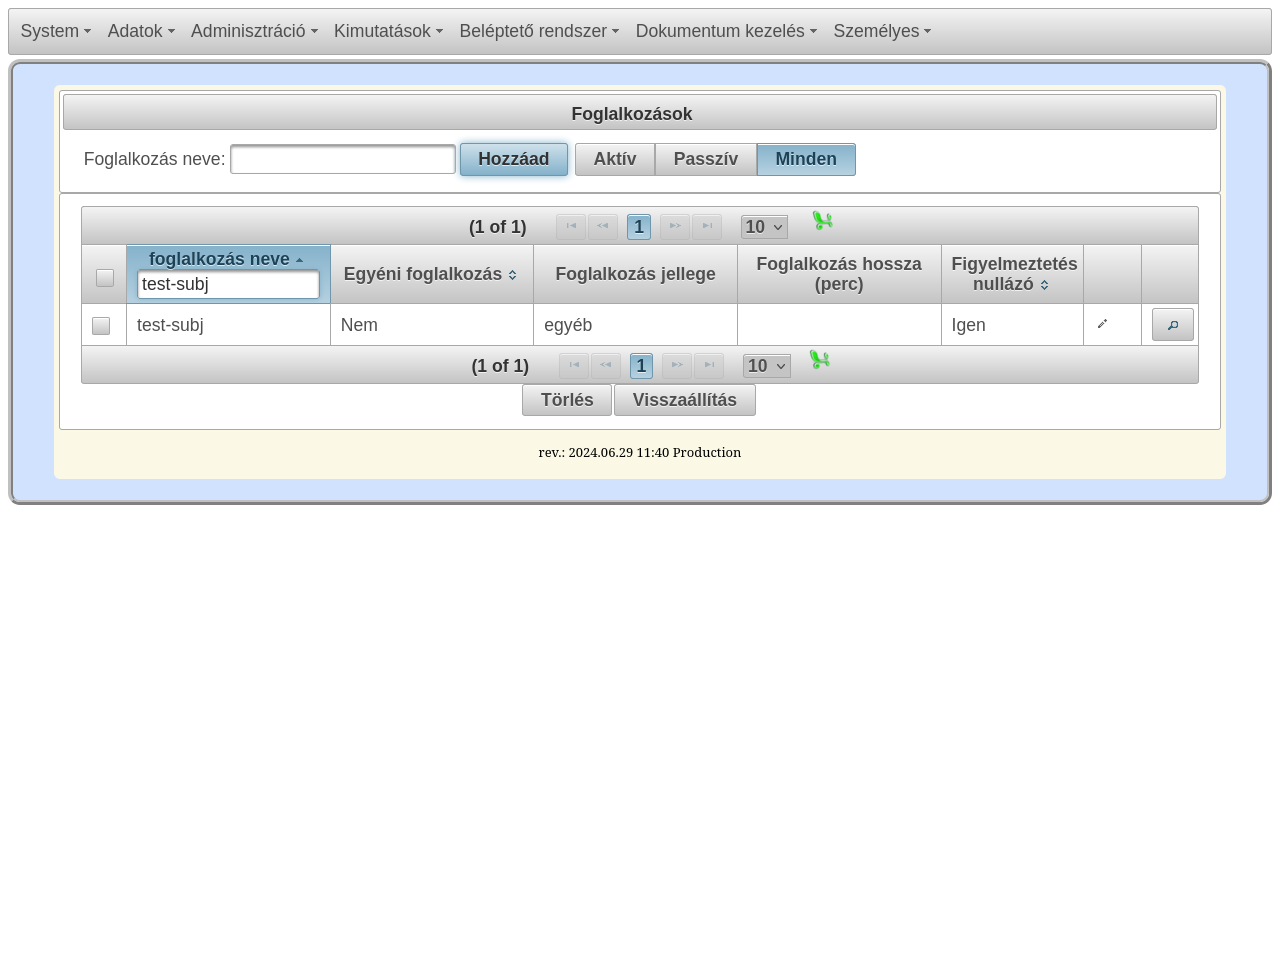 System Adatok Adminisztráció Kimutatások Beléptető rendszer Dokumentum kezelés Személyes
Foglalkozások
Foglalkozás neve: Hozzáad Aktív Passzív Minden
(1 of 1) 1 10
foglalkozás neve Egyéni foglalkozás Foglalkozás jellege Foglalkozás hossza (perc) Figyelmeztetés nullázó
test-subj
test-subj Nem egyéb Igen
(1 of 1) 1 10
Törlés Visszaállítás
rev.: 2024.06.29 11:40 Production